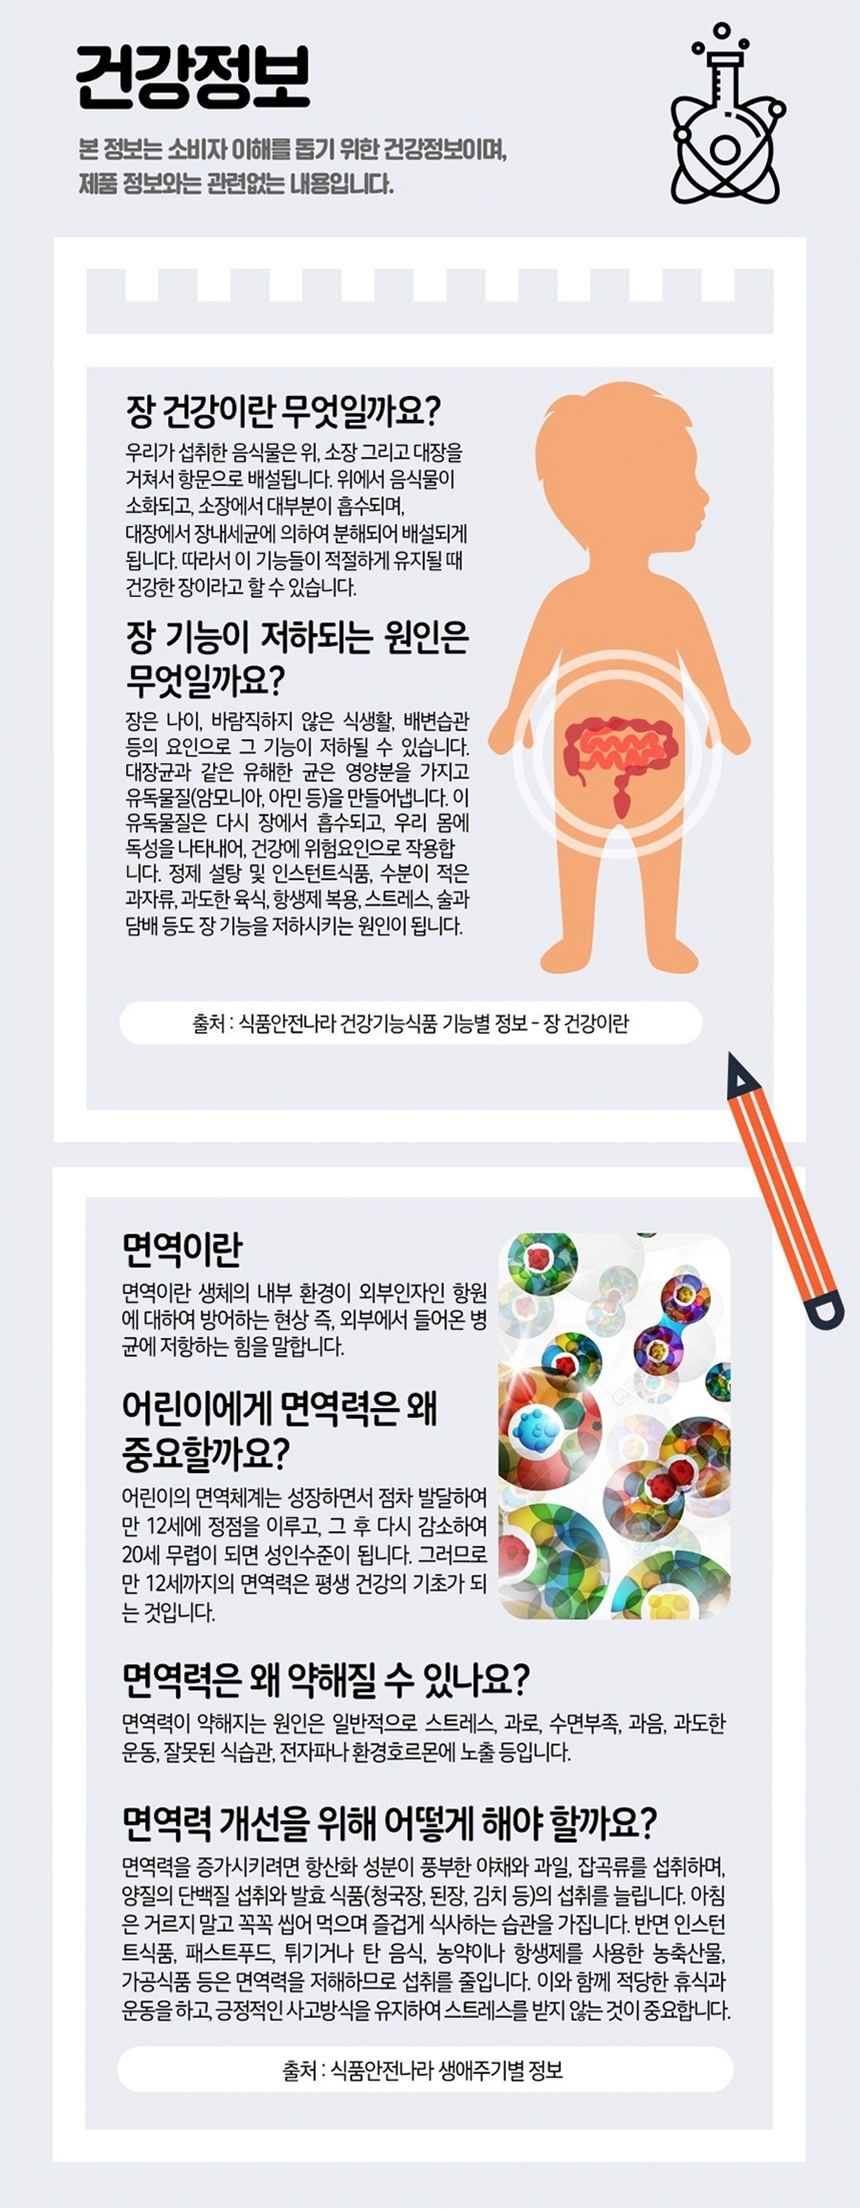 건강정보
본 정보는 소비자 이해를 돕기 위한 건강정보이며,
제품 정보와는 관련없는 내용입니다.
장 건강이란 무엇일까요?
우리가 섭취한 음식물은 위, 소장 그리고 대장을
거쳐서 항문으로 배설됩니다. 위에서 음식물이
소화되고, 소장에서 대부분이 흡수되며,
대장에서 장내세균에 의하여 분해되어 배설되게
됩니다. 따라서 이 기능들이 적절하게 유지될 때
건강한 장이라고 할 수 있습니다.
장 기능이 저하되는 원인은
무엇일까요?
장은 나이, 바람직하지 않은 식생활, 배변습관
등의 요인으로 그 기능이 저하될 수 있습니다.
대장균과 같은 유해한 균은 영양분을 가지고
유독물질(암모니아, 아민 등)을 만들어냅니다. 이
유독물질은 다시 장에서 흡수되고, 우리 몸에
독성을 나타내어, 건강에 위험요인으로 작용합
니다. 정제 설탕 및 인스턴트식품, 수분이 적은
과자류, 과도한 육식, 항생제 복용, 스트레스, 술과
담배 등도 장 기능을 저하시키는 원인이 됩니다.
출처 : 식품안전나라 건강기능식품 기능별 정보 - 장 건강이란
면역이란
면역이란 생체의 내부 환경이 외부인자인 항원
에 대하여 방어하는 현상 즉, 외부에서 들어온 병
균에 저항하는 힘을 말합니다.
어린이에게 면역력은 왜
중요할까요?
어린이의 면역체계는 성장하면서 점차 발달하여
만 12세에 정점을 이루고, 그 후 다시 감소하여
20세 무렵이 되면 성인수준이 됩니다. 그러므로
만 12세까지의 면역력은 평생 건강의 기초가 되
는 것입니다.
면역력은 왜 약해질 수 있나요?
면역력이 약해지는 원인은 일반적으로 스트레스, 과로, 수면부족, 과음, 과도한
운동, 잘못된 식습관, 전자파나 환경호르몬에 노출 등입니다.
면역력 개선을 위해 어떻게 해야 할까요?
면역력을 증가시키려면 항산화 성분이 풍부한 야채와 과일, 잡곡류를 섭취하며,
양질의 단백질 섭취와 발효 식품(청국장, 된장, 김치 등)의 섭취를 늘립니다. 아침
은 거르지 말고 꼭꼭 씹어 먹으며 즐겁게 식사하는 습관을 가집니다. 반면 인스턴
트식품, 패스트푸드, 튀기거나 탄 음식, 농약이나 항생제를 사용한 농축산물,
가공식품 등은 면역력을 저해하므로 섭취를 줄입니다. 이와 함께 적당한 휴식과
운동을 하고, 긍정적인 사고방식을 유지하여 스트레스를 받지 않는 것이 중요합니다.
출처 : 식품안전나라 생애주기별 정보